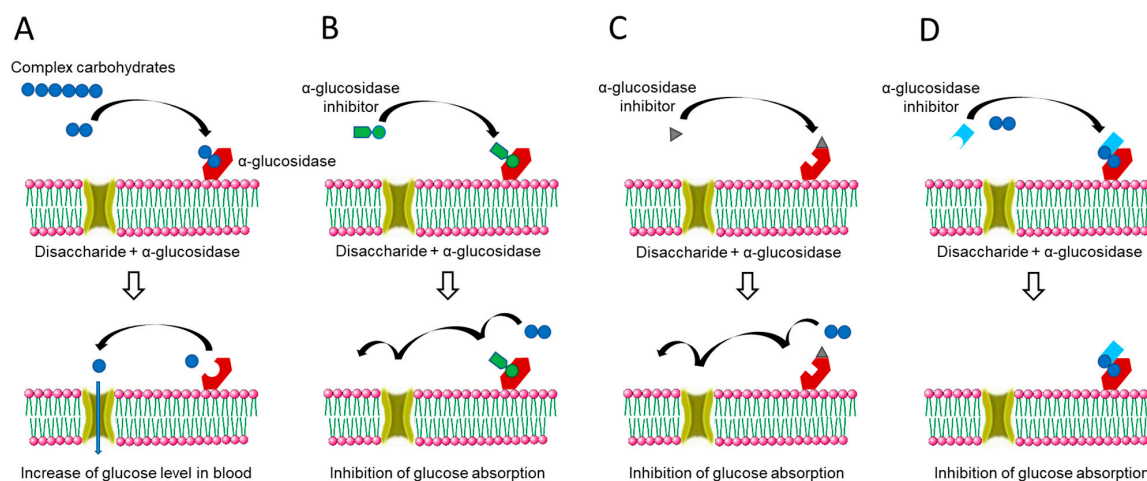 A
Complex carbohydrates
α-glucosidase
Disaccharide + α-glucosidase
Increase of glucose level in blood
B
α-glucosidase
inhibitor
Disaccharide + α-glucosidase
Inhibition of glucose absorption
C
α-glucosidase
inhibitor
Disaccharide + α-glucosidase
Inhibition of glucose absorption
D
α-glucosidase
inhibitor
Disaccharide + α-glucosidase
Inhibition of glucose absorption